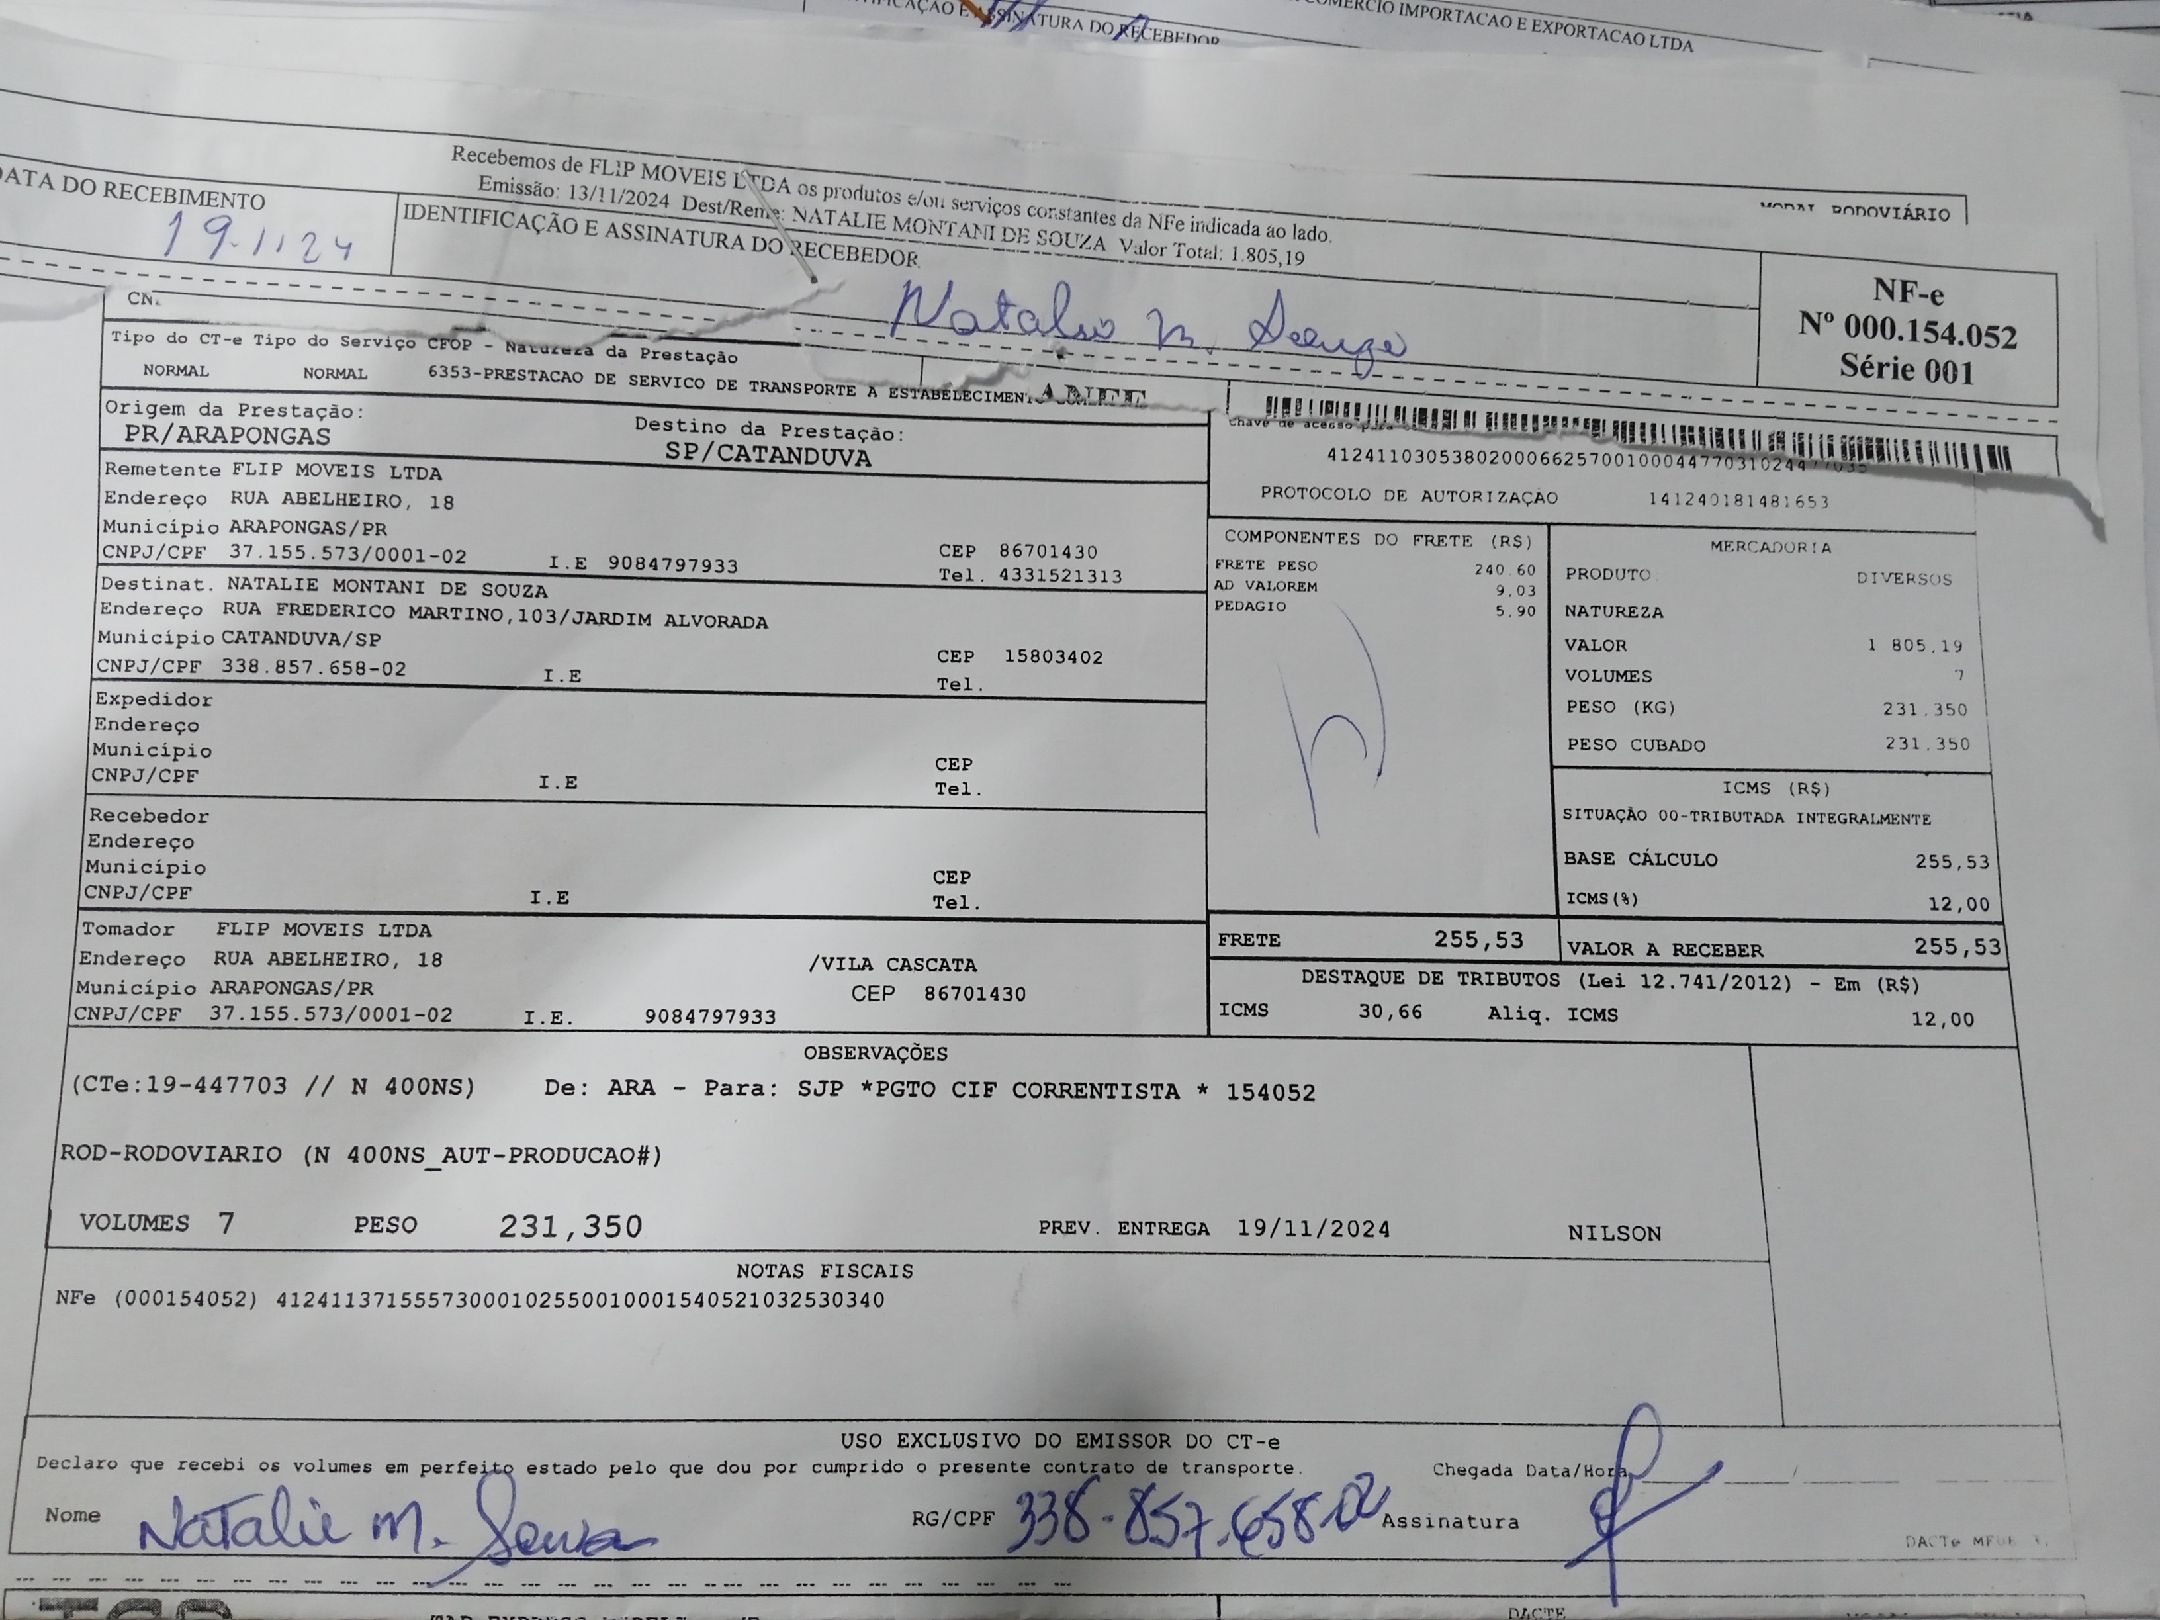 ASSINATURA DO RECEBEDOR
COMERCIO IMPORTACAO E EXPORTACAO LTDA
Recebemos de FLIP MOVEIS LTDA os produtos e/ou serviços constantes da NFe indicada ao lado.
Emissão: 13/11/2024 Dest/Reme: NATALIE MONTANI DE SOUZA Valor Total: 1.805,19
MODAL RODOVIÁRIO
DATA DO RECEBIMENTO
19.11.24
IDENTIFICAÇÃO E ASSINATURA DO RECEBEDOR
Natalie M. Souza
NF-e
Nº 000.154.052
Série 001
Tipo do CT-e Tipo do Serviço CFOP - Natureza da Prestação
NORMAL NORMAL 6353-PRESTACAO DE SERVICO DE TRANSPORTE A
Origem da Prestação:
PR/ARAPONGAS
Destino da Prestação:
SP/CATANDUVA
Chave de acesso
PROTOCOLO DE AUTORIZAÇÃO 141240181481653
Remetente FLIP MOVEIS LTDA
Endereço RUA ABELHEIRO, 18
Município ARAPONGAS/PR
CNPJ/CPF 37.155.573/0001-02 I.E 9084797933
CEP 86701430
Tel. 4331521313
Destinat. NATALIE MONTANI DE SOUZA
Endereço RUA FREDERICO MARTINO,103/JARDIM ALVORADA
Município CATANDUVA/SP
CNPJ/CPF 338.857.658-02 I.E
CEP 15803402
Tel.
Expedidor
Endereço
Município
CNPJ/CPF I.E
CEP
Tel.
Recebedor
Endereço
Município
CNPJ/CPF I.E
CEP
Tel.
Tomador FLIP MOVEIS LTDA
Endereço RUA ABELHEIRO, 18 /VILA CASCATA
Município ARAPONGAS/PR CEP 86701430
CNPJ/CPF 37.155.573/0001-02 I.E. 9084797933
COMPONENTES DO FRETE (R$)
FRETE PESO 240.60
AD VALOREM 9,03
PEDAGIO 5,90
MERCADORIA
PRODUTO DIVERSOS
NATUREZA
VALOR 1 805,19
VOLUMES 7
PESO (KG) 231,350
PESO CUBADO 231,350
ICMS (R$)
SITUAÇÃO 00-TRIBUTADA INTEGRALMENTE
BASE CÁLCULO 255,53
ICMS(%) 12,00
FRETE 255,53
VALOR A RECEBER 255,53
DESTAQUE DE TRIBUTOS (Lei 12.741/2012) - Em (R$)
ICMS 30,66 Aliq. ICMS 12,00
OBSERVAÇÕES
(CTe:19-447703 // N 400NS) De: ARA - Para: SJP *PGTO CIF CORRENTISTA * 154052
ROD-RODOVIARIO (N 400NS_AUT-PRODUCAO#)
VOLUMES 7 PESO 231,350 PREV. ENTREGA 19/11/2024 NILSON
NOTAS FISCAIS
NFe (000154052) 41241137155573000102550010001540521032530340
USO EXCLUSIVO DO EMISSOR DO CT-e
Declaro que recebi os volumes em perfeito estado pelo que dou por cumprido o presente contrato de transporte. Chegada Data/Hora
Nome Natalie M. Souza RG/CPF 338.857.658-02 Assinatura
DACTe
DACTE